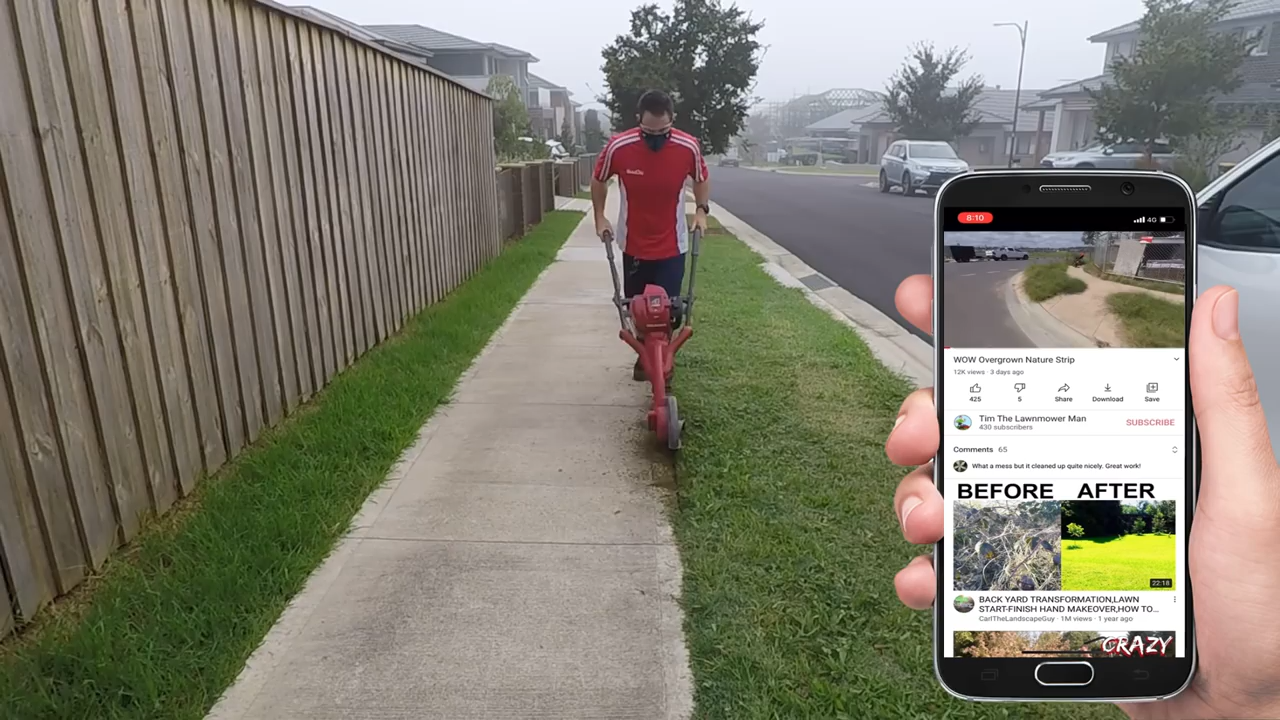 8:10
4G
WOW Overgrown Nature Strip
12K views · 3 days ago
425
5
Share
Download
Save
Tim The Lawnmower Man
430 subscribers
SUBSCRIBE
Comments 65
What a mess but it cleaned up quite nicely. Great work!
BEFORE AFTER
22:18
BACK YARD TRANSFORMATION,LAWN
START-FINISH HAND MAKEOVER,HOW TO...
CarlTheLandscapeGuy · 1M views · 1 year ago
CRAZY